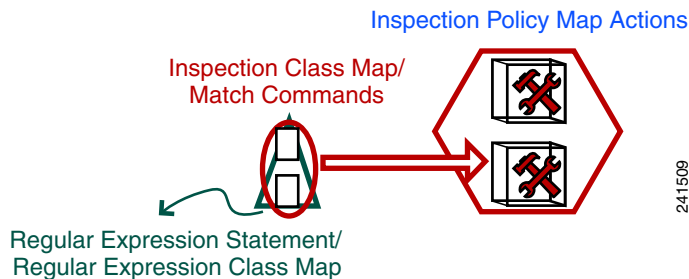 Inspection Policy Map Actions
Inspection Class Map/
Match Commands
241509
Regular Expression Statement/
Regular Expression Class Map